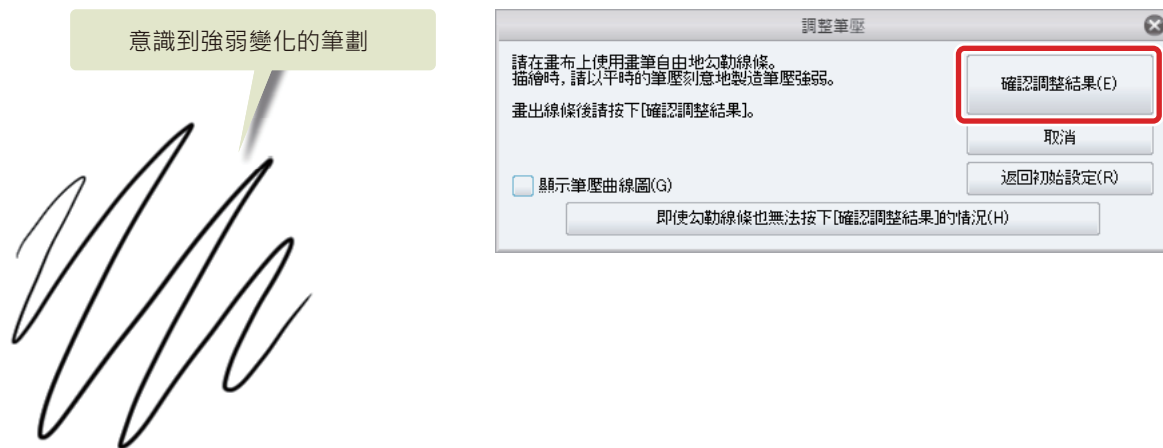 意識到強弱變化的筆劃
調整筆壓
請在畫布上使用畫筆自由地勾勒線條。
描繪時,請以平時的筆壓刻意地製造筆壓強弱。
畫出線條後請按下[確認調整結果]。
確認調整結果(E)
取消
顯示筆壓曲線圖(G)
返回初始設定(R)
即使勾勒線條也無法按下[確認調整結果]的情況(H)